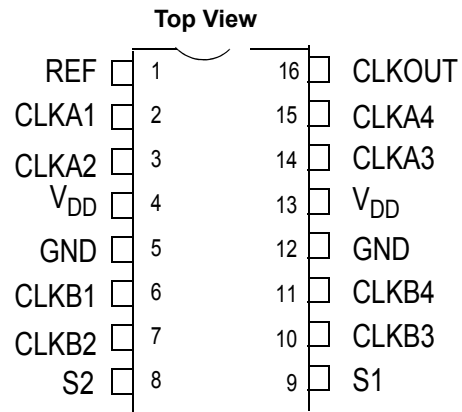 Top View
REF 1 16 CLKOUT
CLKA1 2 15 CLKA4
CLKA2 3 14 CLKA3
VDD 4 13 VDD
GND 5 12 GND
CLKB1 6 11 CLKB4
CLKB2 7 10 CLKB3
S2 8 9 S1